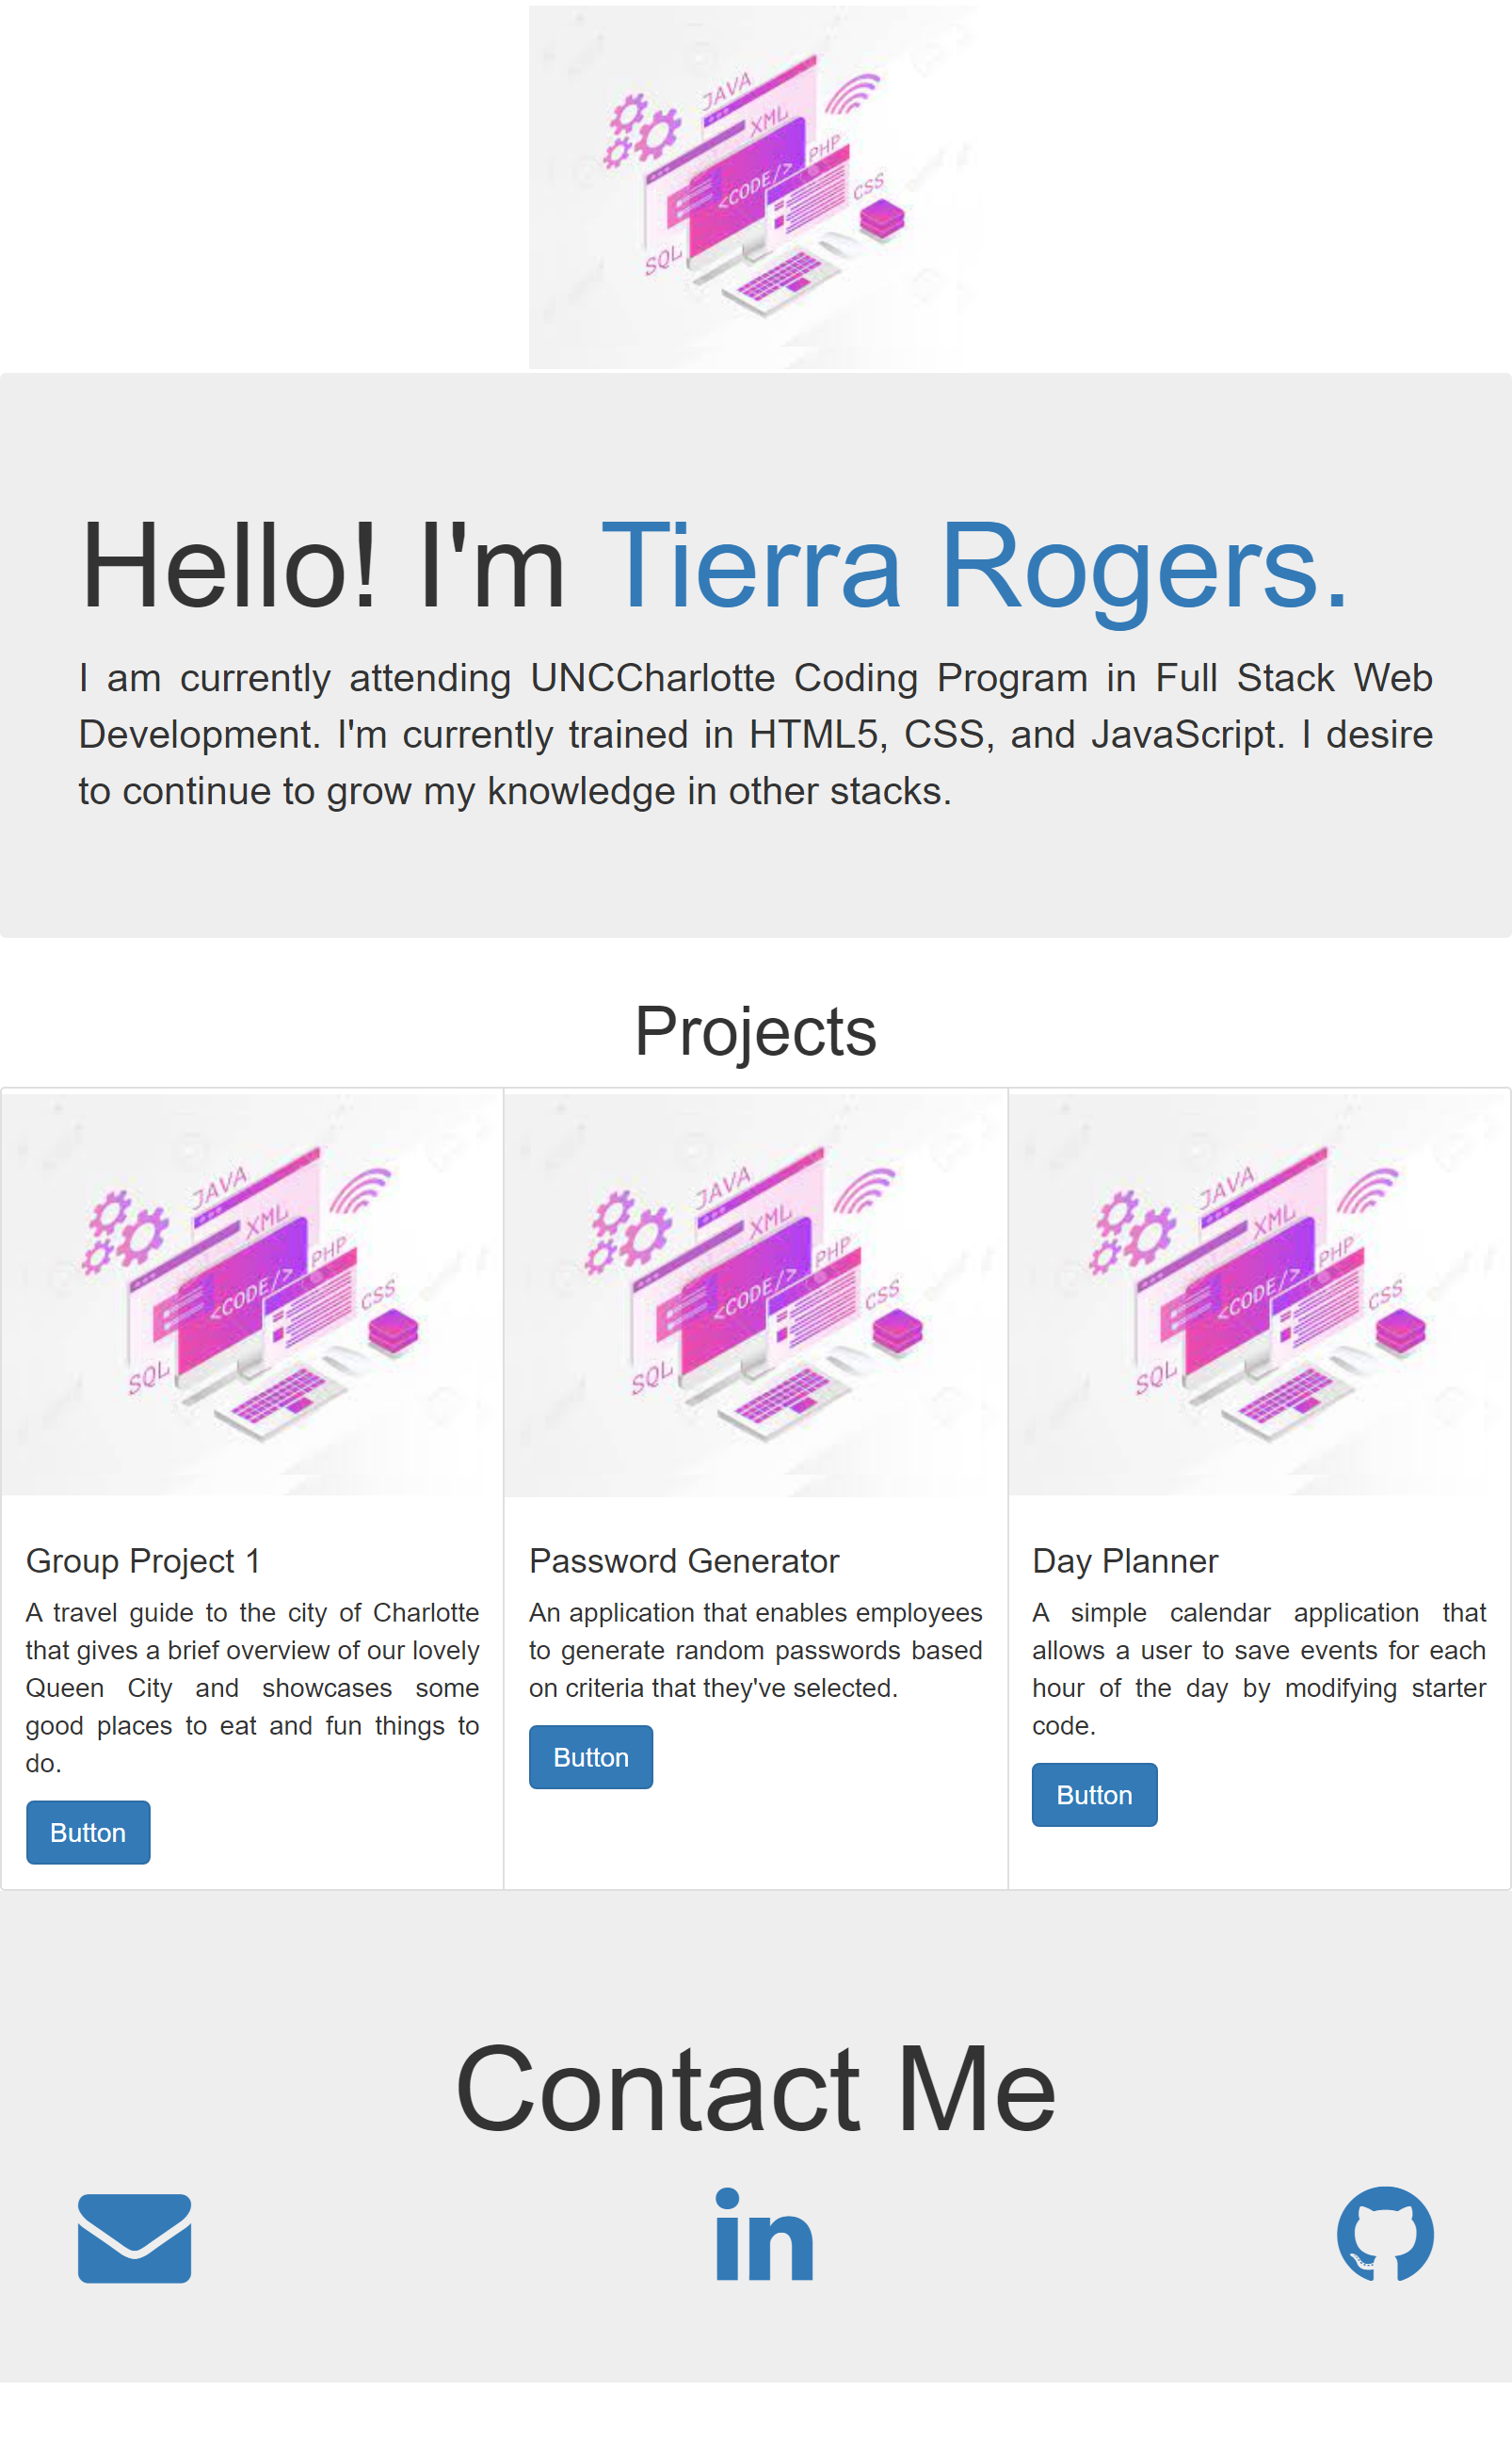 JAVA
XML
PHP
<CODE/>
CSS
SQL
Hello! I'm Tierra Rogers.
I am currently attending UNCCharlotte Coding Program in Full Stack Web
Development. I'm currently trained in HTML5, CSS, and JavaScript. I desire
to continue to grow my knowledge in other stacks.
Projects
JAVA
XML
PHP
<CODE/>
CSS
SQL
Group Project 1
A travel guide to the city of Charlotte
that gives a brief overview of our lovely
Queen City and showcases some
good places to eat and fun things to
do.
Button
JAVA
XML
PHP
<CODE/>
CSS
SQL
Password Generator
An application that enables employees
to generate random passwords based
on criteria that they've selected.
Button
JAVA
XML
PHP
<CODE/>
CSS
SQL
Day Planner
A simple calendar application that
allows a user to save events for each
hour of the day by modifying starter
code.
Button
Contact Me
in